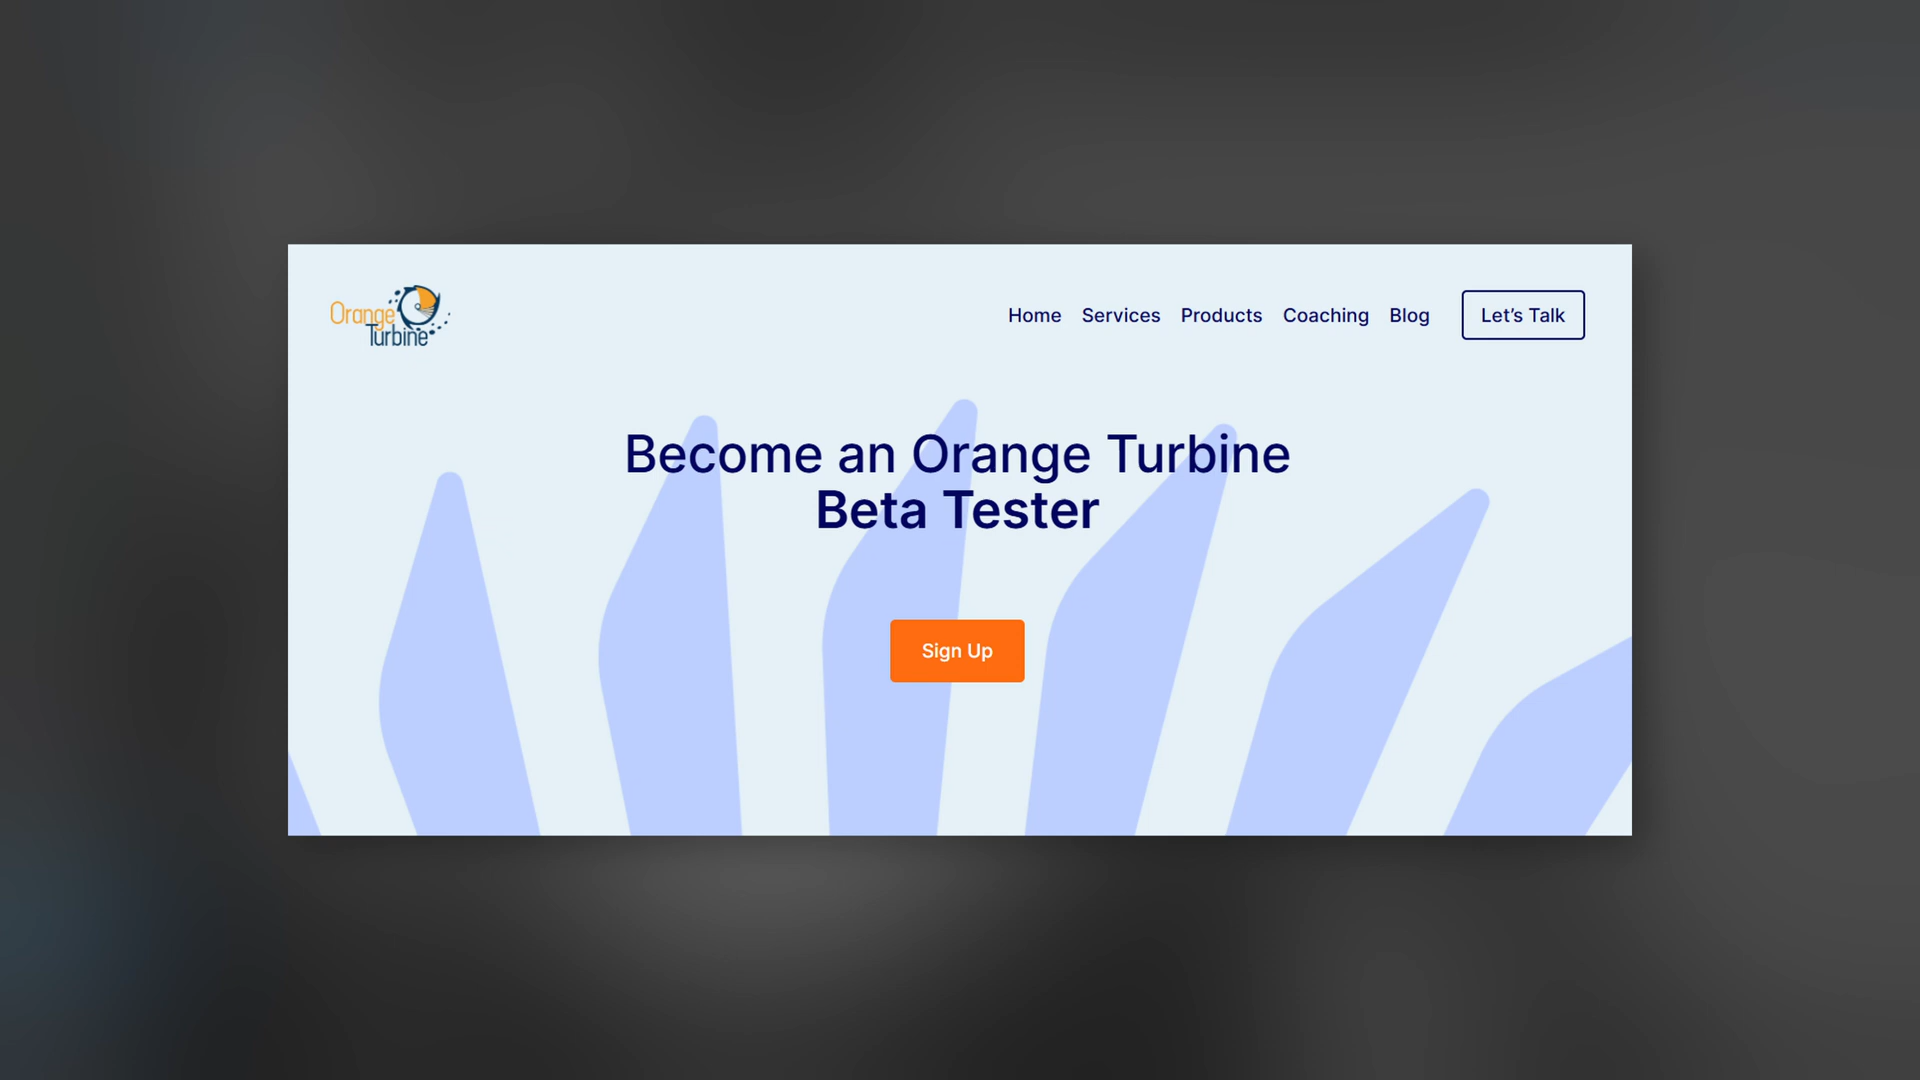 Orange
Turbine
Home Services Products Coaching Blog Let’s Talk
Become an Orange Turbine
Beta Tester
Sign Up